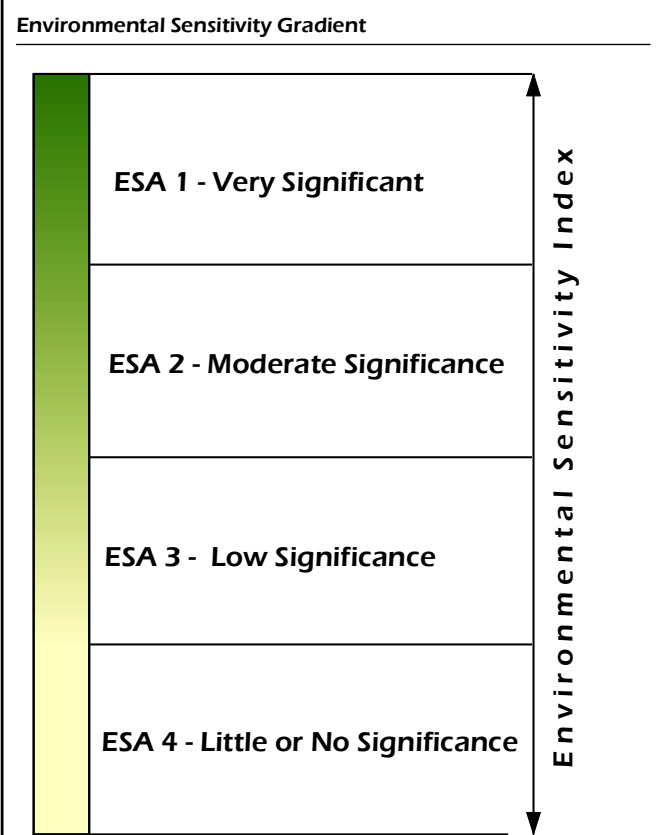 Environmental Sensitivity Gradient
ESA 1 - Very Significant
ESA 2 - Moderate Significance
ESA 3 - Low Significance
ESA 4 - Little or No Significance
Environmental Sensitivity Index